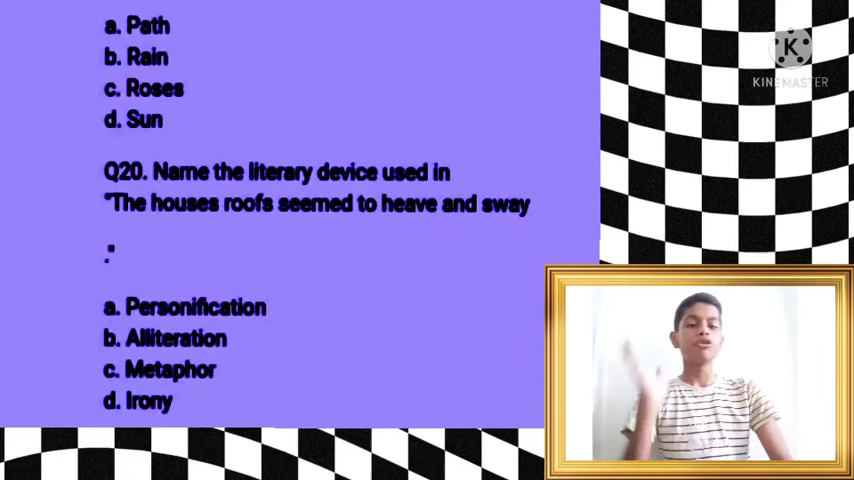 a. Path
b. Rain
c. Roses
d. Sun
Q20. Name the literary device used in
"The houses roofs seemed to heave and sway
."
a. Personification
b. Alliteration
c. Metaphor
d. Irony
K
KINEMASTER